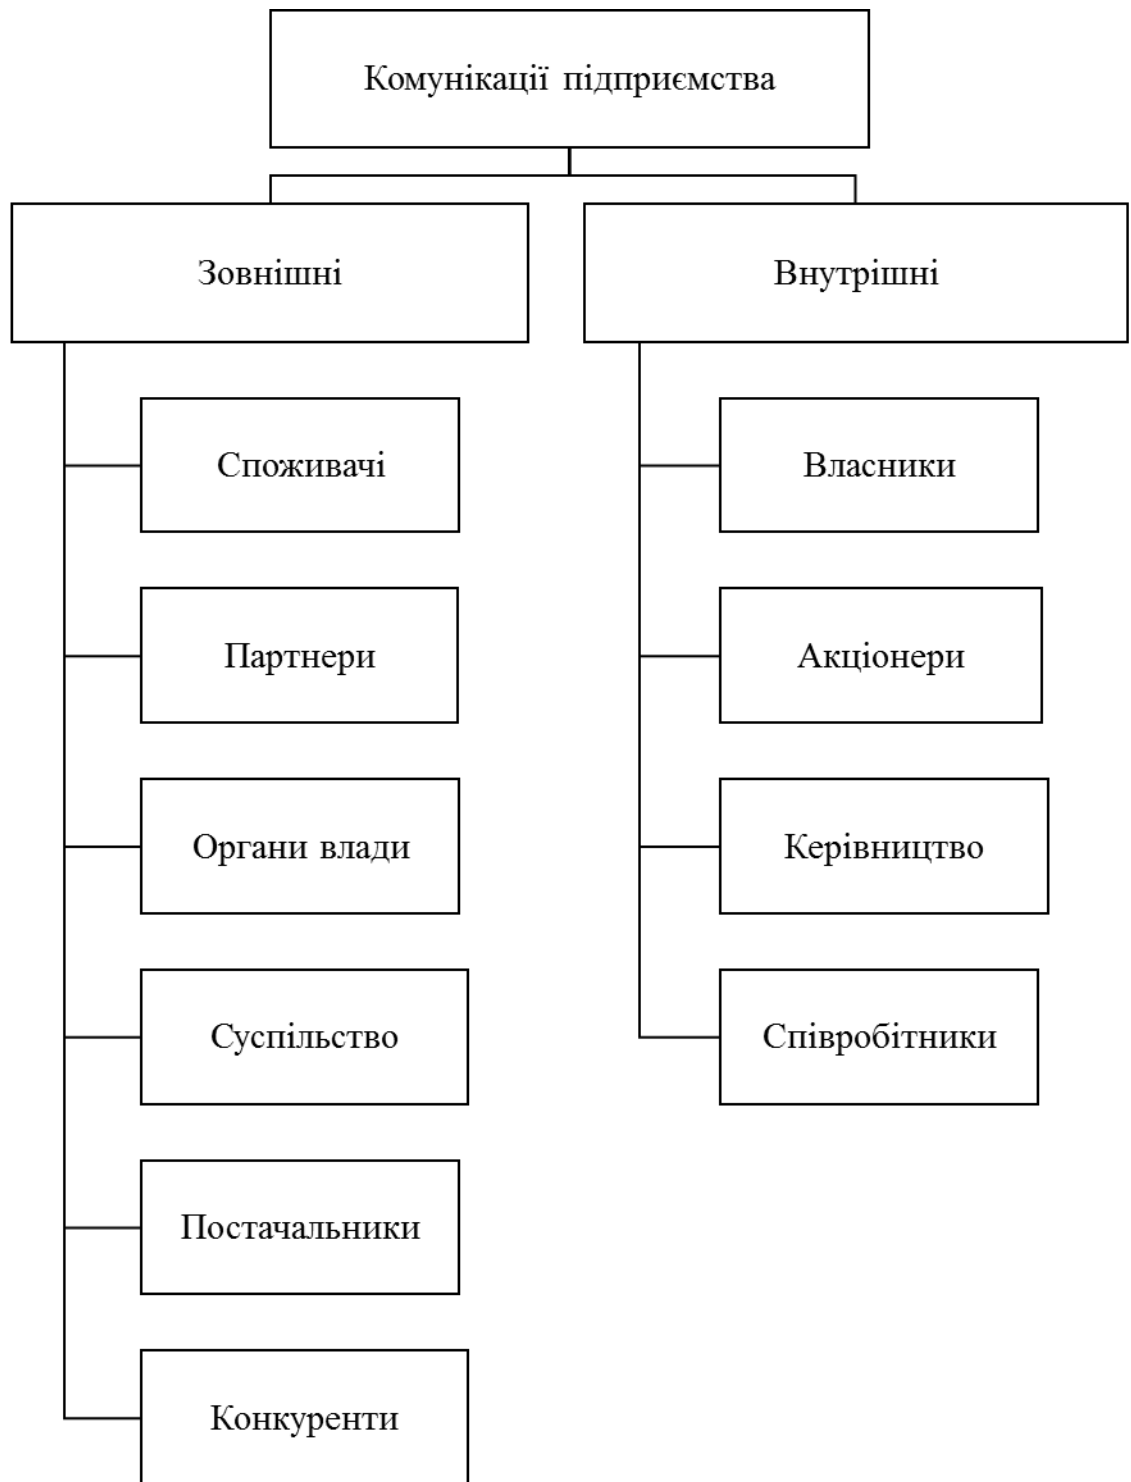 Комунікації підприємства
Зовнішні
Внутрішні
Споживачі
Партнери
Органи влади
Суспільство
Постачальники
Конкуренти
Власники
Акціонери
Керівництво
Співробітники